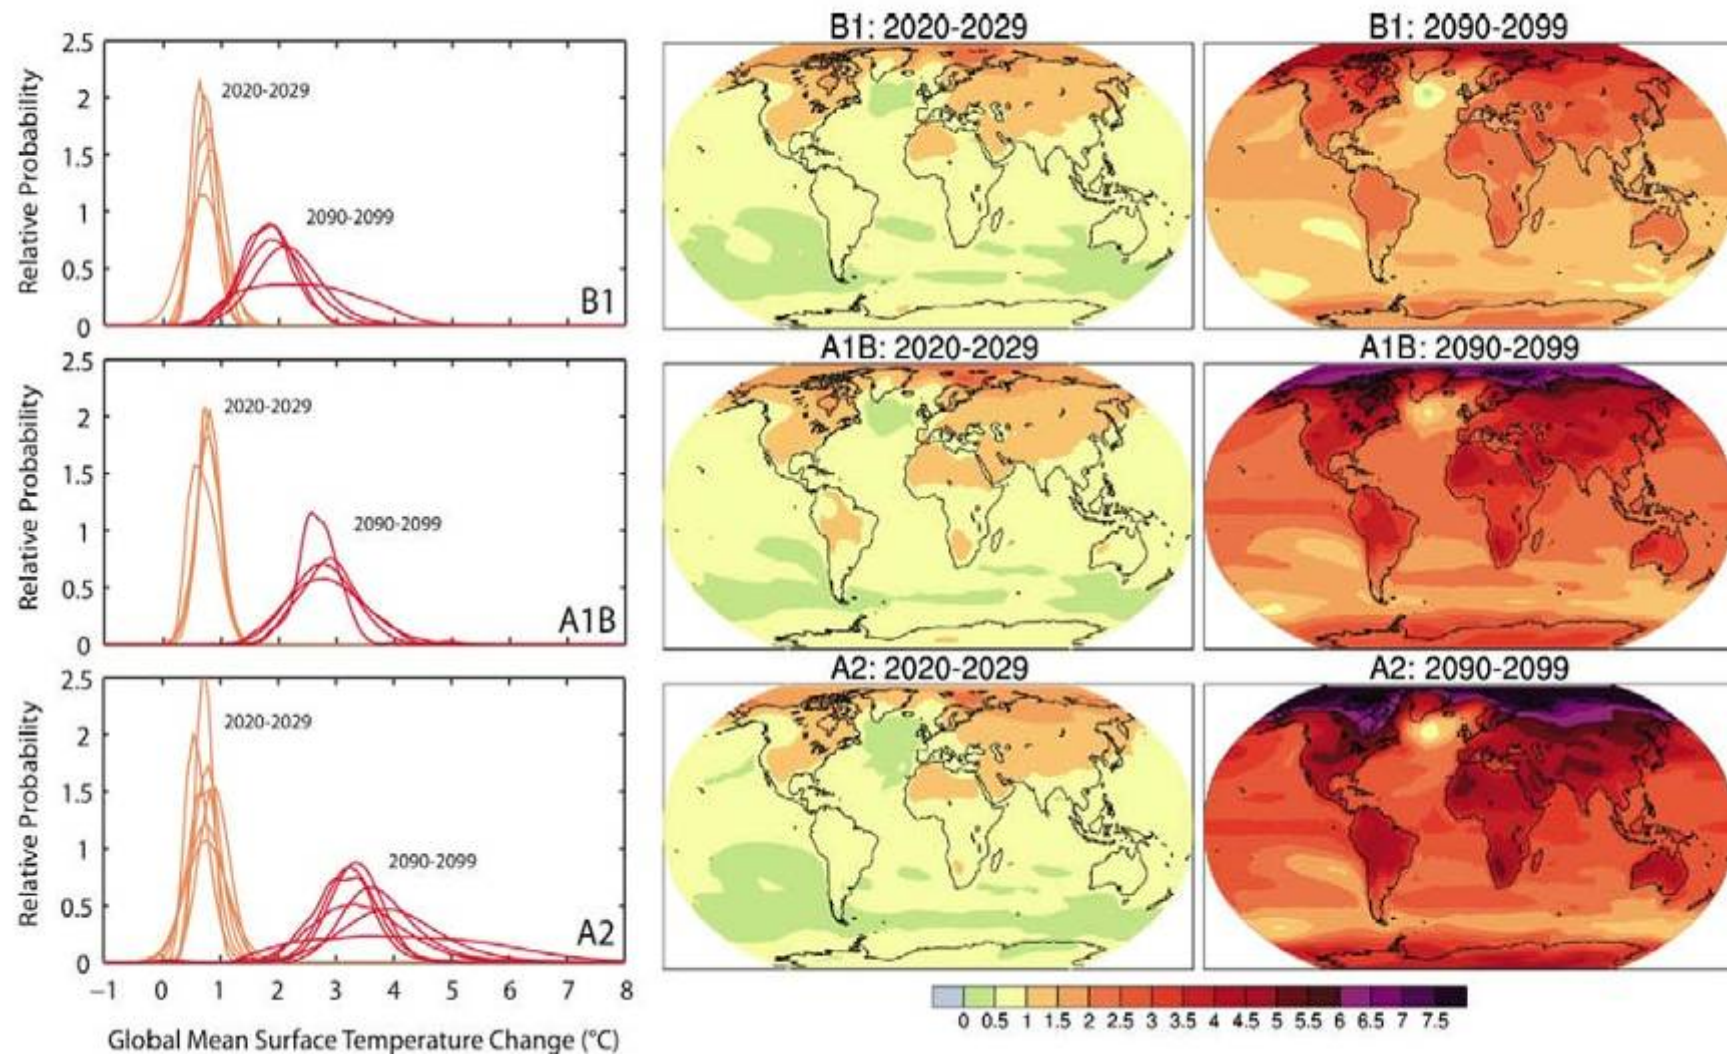 B1: 2020-2029
B1: 2090-2099
2.5
2
1.5
1
0.5
0
Relative Probability
2020-2029
2090-2099
B1
A1B: 2020-2029
A1B: 2090-2099
2.5
2
1.5
1
0.5
0
Relative Probability
2020-2029
2090-2099
A1B
A2: 2020-2029
A2: 2090-2099
2.5
2
1.5
1
0.5
0
Relative Probability
2020-2029
2090-2099
A2
−1 0 1 2 3 4 5 6 7 8
Global Mean Surface Temperature Change (°C)
0 0.5 1 1.5 2 2.5 3 3.5 4 4.5 5 5.5 6 6.5 7 7.5